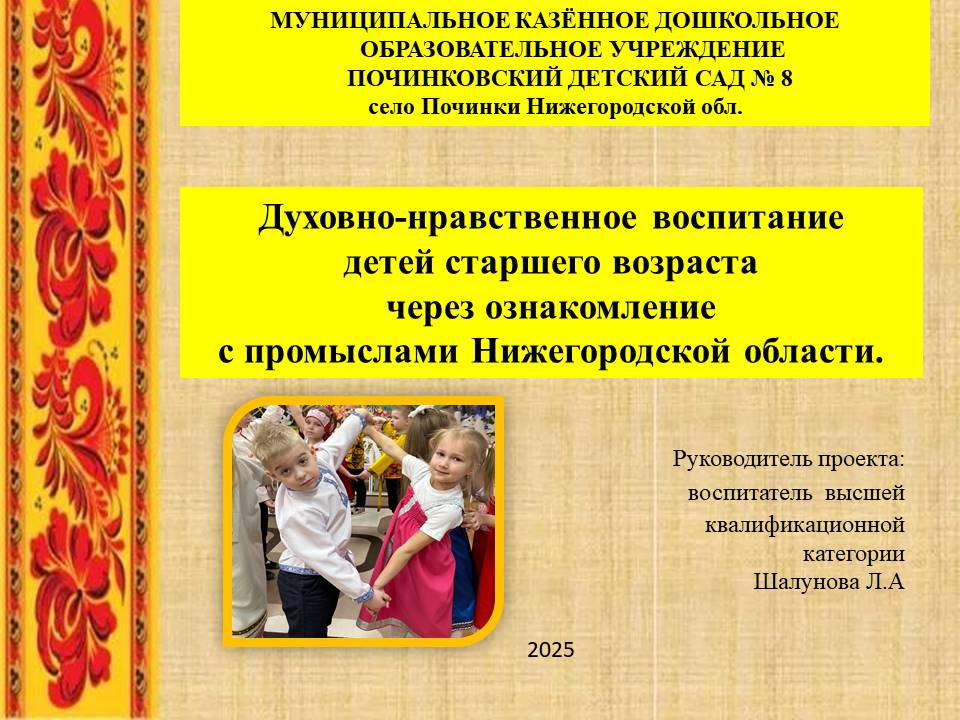 МУНИЦИПАЛЬНОЕ КАЗЁННОЕ ДОШКОЛЬНОЕ
ОБРАЗОВАТЕЛЬНОЕ УЧРЕЖДЕНИЕ
ПОЧИНКОВСКИЙ ДЕТСКИЙ САД № 8
село Починки Нижегородской обл.
Духовно-нравственное воспитание
детей старшего возраста
через ознакомление
с промыслами Нижегородской области.
Руководитель проекта:
воспитатель высшей
квалификационной
категории
Шалунова Л.А
2025